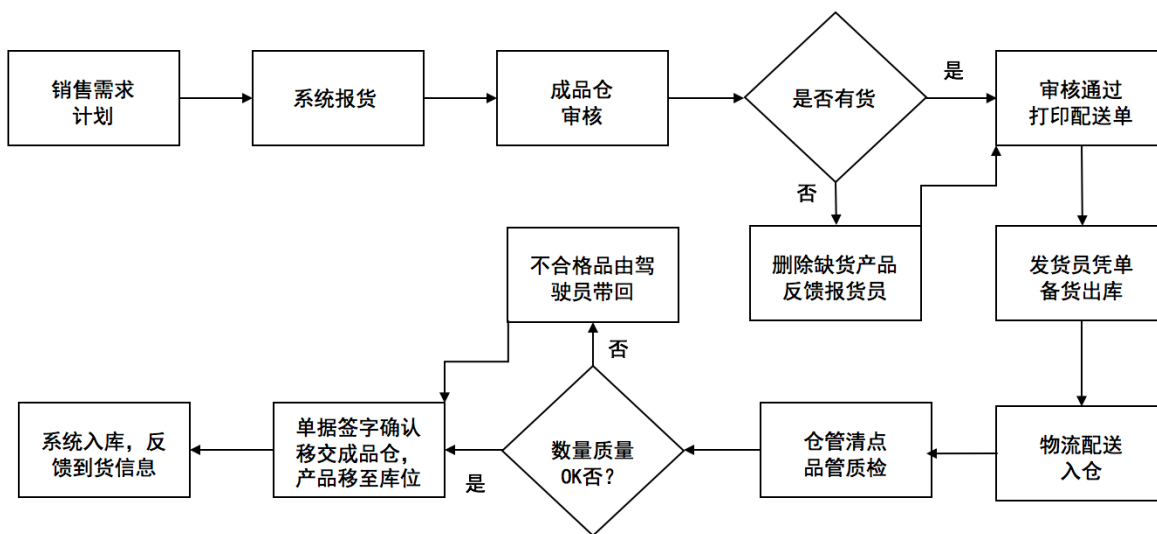 销售需求
计划
系统报货
成品仓
审核
是否有货
是
审核通过
打印配送单
否
删除缺货产品
反馈报货员
发货员凭单
备货出库
物流配送
入仓
仓管清点
品管质检
数量质量
OK否？
否
不合格品由驾
驶员带回
是
单据签字确认
移交成品仓，
产品移至库位
系统入库，反
馈到货信息